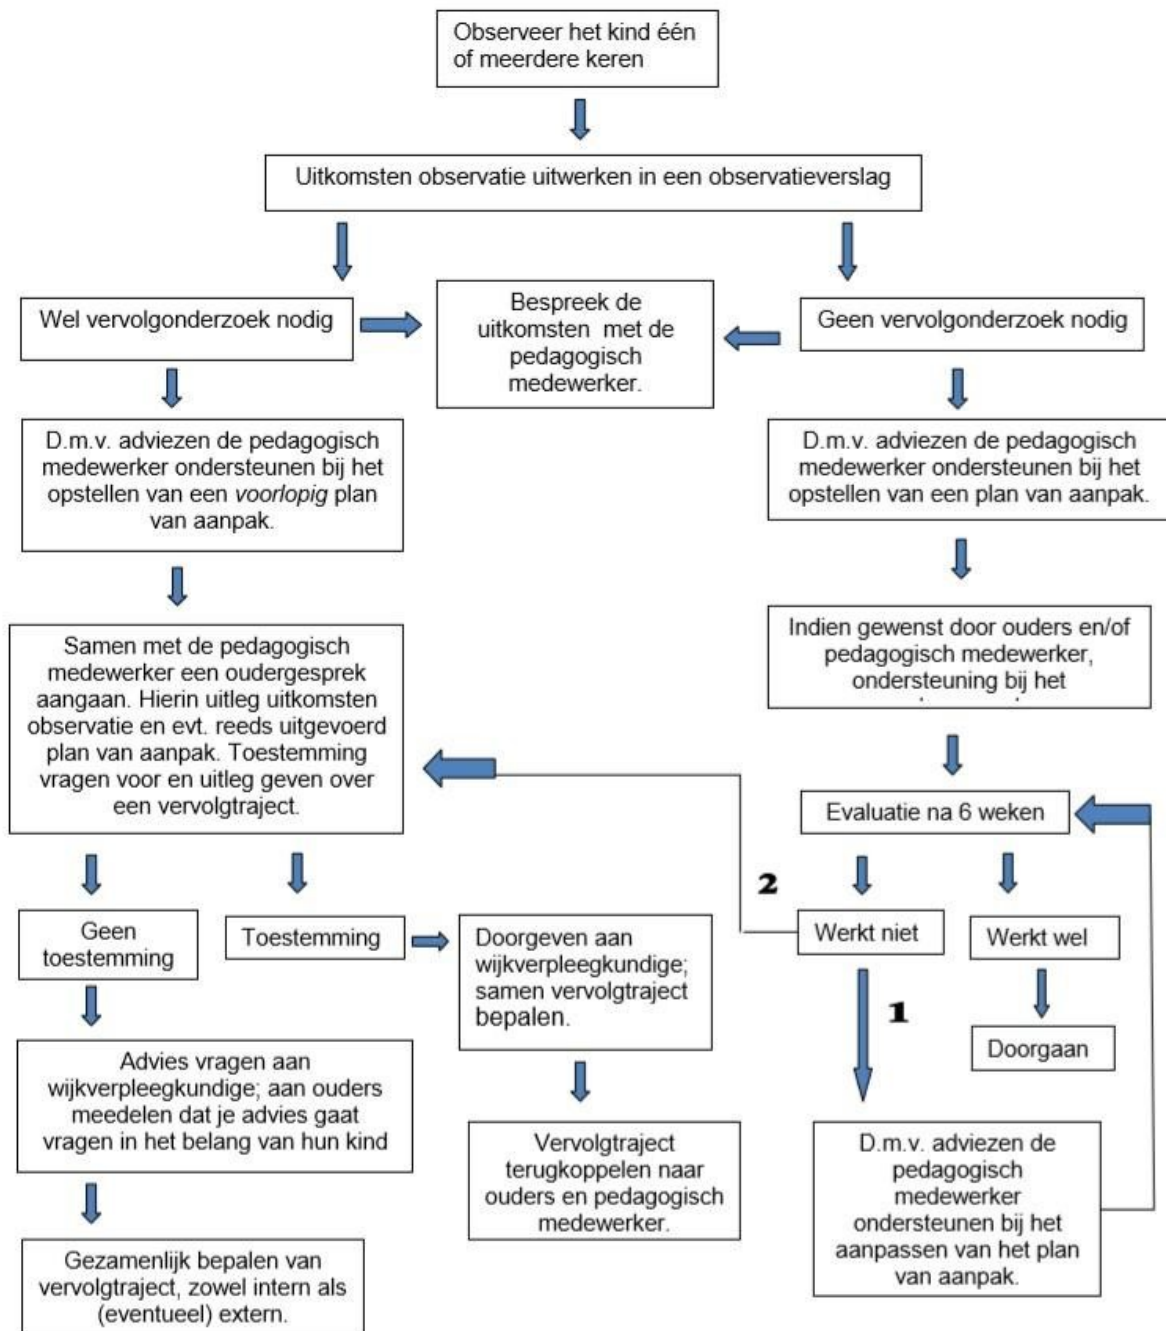 Observeer het kind één
of meerdere keren
Uitkomsten observatie uitwerken in een observatieverslag
Wel vervolgonderzoek nodig
Bespreek de
uitkomsten met de
pedagogisch
medewerker.
Geen vervolgonderzoek nodig
D.m.v. adviezen de pedagogisch
medewerker ondersteunen bij het
opstellen van een voorlopig plan
van aanpak.
D.m.v. adviezen de pedagogisch
medewerker ondersteunen bij het
opstellen van een plan van aanpak.
Samen met de pedagogisch
medewerker een oudergesprek
aangaan. Hierin uitleg uitkomsten
observatie en evt. reeds uitgevoerd
plan van aanpak. Toestemming
vragen voor en uitleg geven over
een vervolgtraject.
Indien gewenst door ouders en/of
pedagogisch medewerker,
ondersteuning bij het
Evaluatie na 6 weken
2
Werkt niet
Werkt wel
1
Doorgaan
Geen
toestemming
Toestemming
Doorgeven aan
wijkverpleegkundige;
samen vervolgtraject
bepalen.
Advies vragen aan
wijkverpleegkundige; aan ouders
meedelen dat je advies gaat
vragen in het belang van hun kind
Vervolgtraject
terugkoppelen naar
ouders en pedagogisch
medewerker.
D.m.v. adviezen de
pedagogisch
medewerker
ondersteunen bij het
aanpassen van het plan
van aanpak.
Gezamenlijk bepalen van
vervolgtraject, zowel intern als
(eventueel) extern.